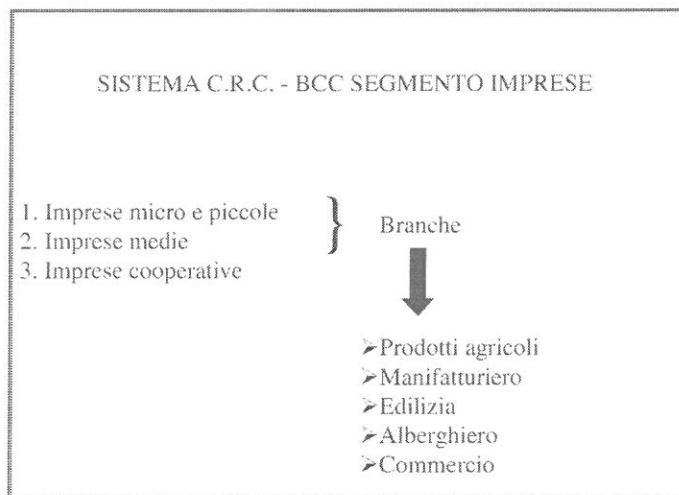 SISTEMA C.R.C. - BCC SEGMENTO IMPRESE
1. Imprese micro e piccole
2. Imprese medie
3. Imprese cooperative
Branche
➢Prodotti agricoli
➢Manifatturiero
➢Edilizia
➢Alberghiero
➢Commercio